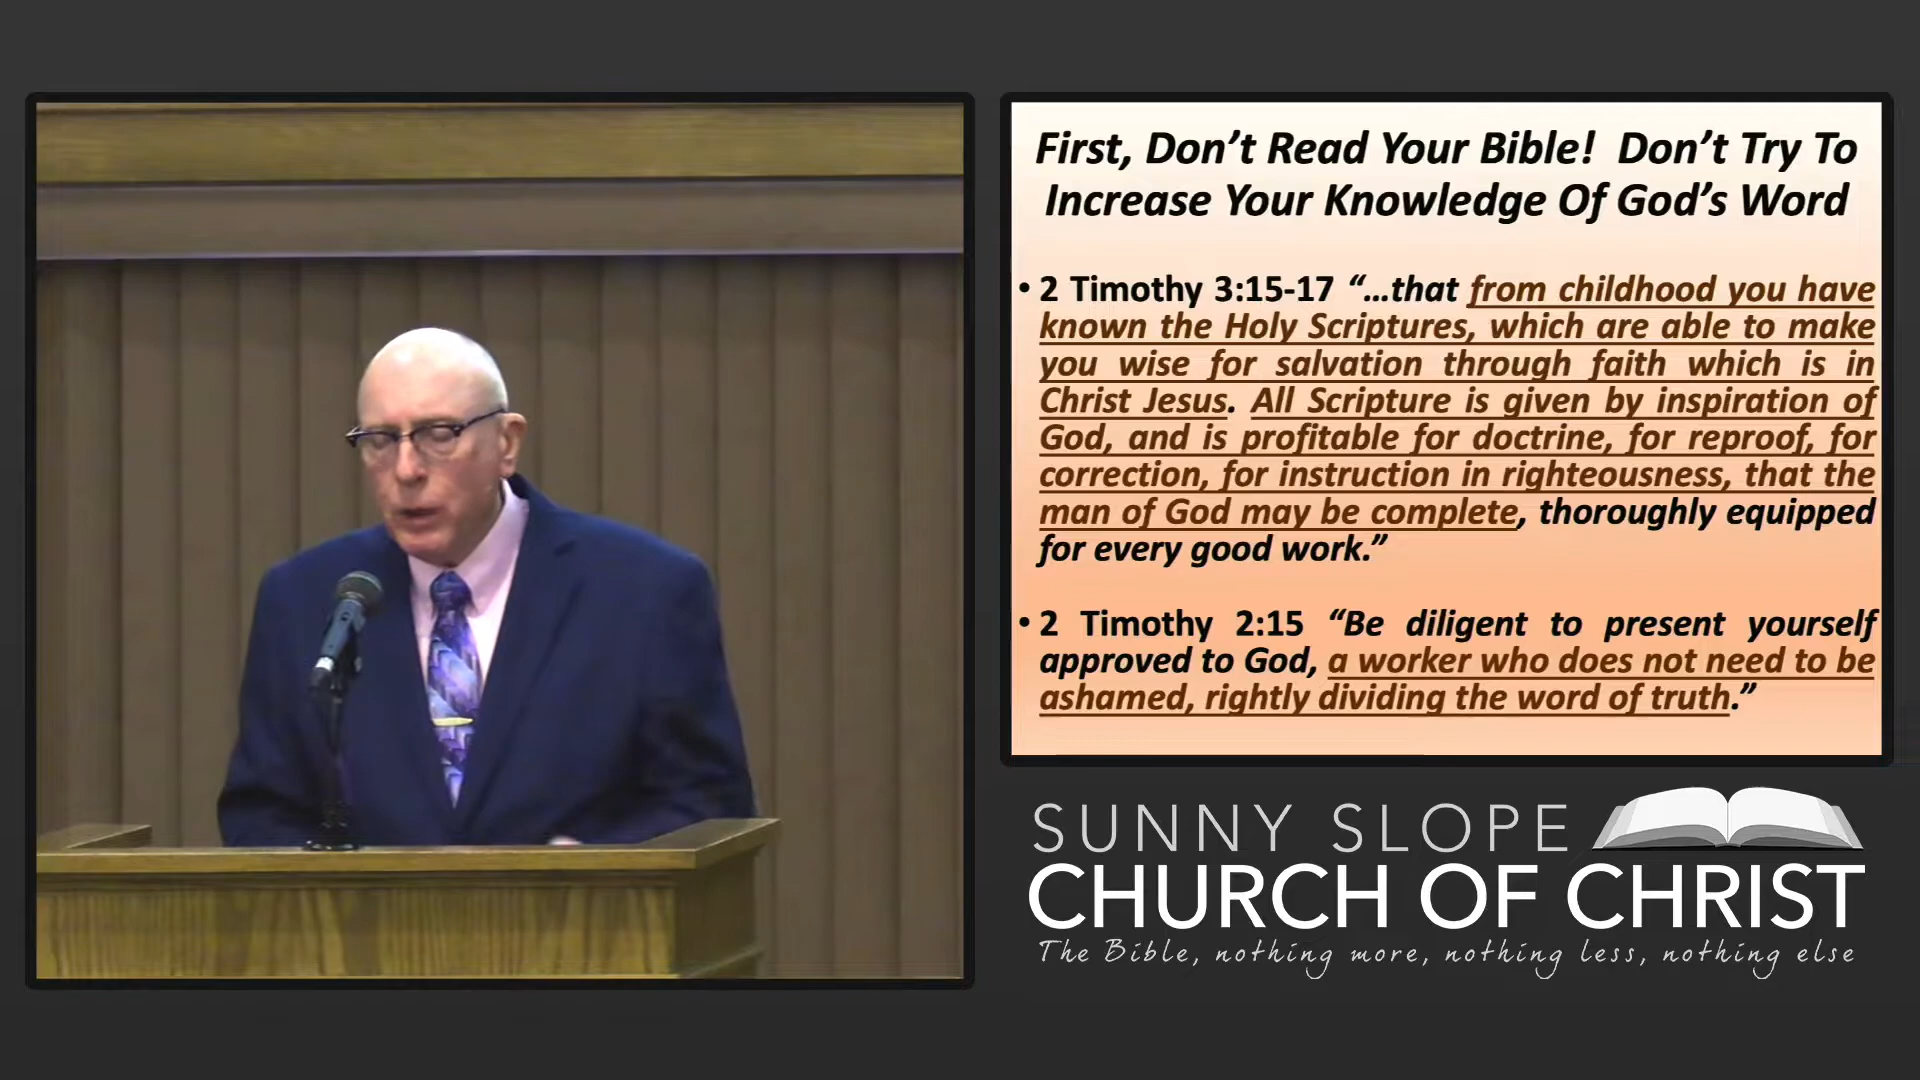 First, Don’t Read Your Bible!  Don’t Try To
Increase Your Knowledge Of God’s Word
• 2 Timothy 3:15-17 “…that from childhood you have
known the Holy Scriptures, which are able to make
you wise for salvation through faith which is in
Christ Jesus. All Scripture is given by inspiration of
God, and is profitable for doctrine, for reproof, for
correction, for instruction in righteousness, that the
man of God may be complete, thoroughly equipped
for every good work.”
• 2 Timothy 2:15 “Be diligent to present yourself
approved to God, a worker who does not need to be
ashamed, rightly dividing the word of truth.”
SUNNY SLOPE
CHURCH OF CHRIST
The Bible, nothing more, nothing less, nothing else